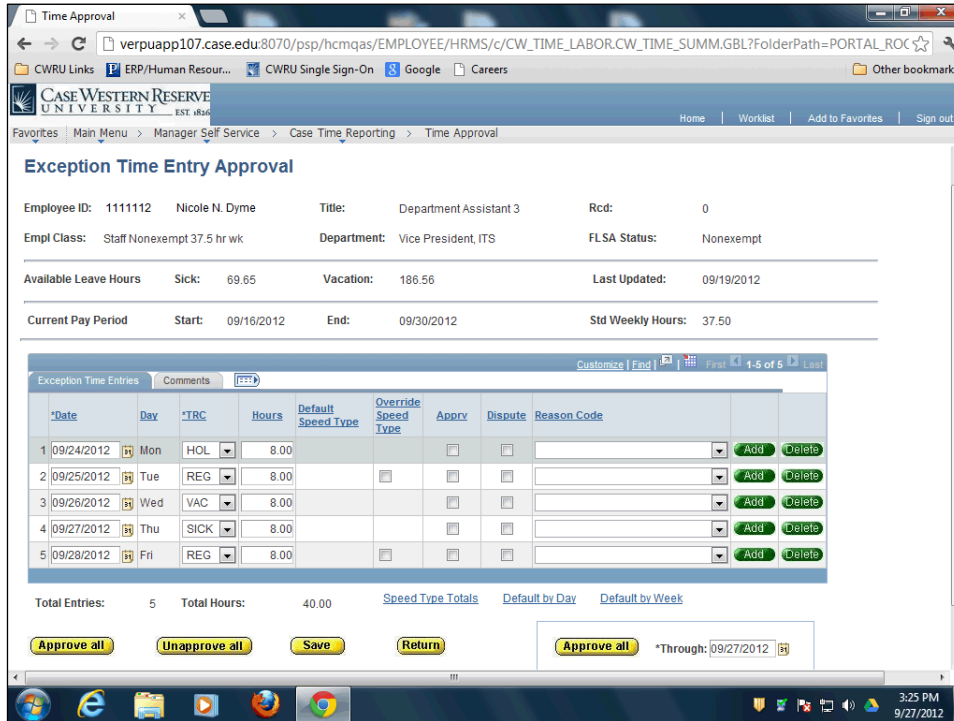 Time Approval
verpuapp107.case.edu:8070/psp/hcmqas/EMPLOYEE/HRMS/c/CW_TIME_LABOR.CW_TIME_SUMM.GBL?FolderPath=PORTAL_ROC
CWRU Links ERP/Human Resour... CWRU Single Sign-On Google Careers Other bookmark
CASE WESTERN RESERVE
UNIVERSITY EST. 1826
Home | Worklist | Add to Favorites | Sign out
Favorites Main Menu > Manager Self Service > Case Time Reporting > Time Approval
Exception Time Entry Approval
Employee ID: 1111112 Nicole N. Dyme Title: Department Assistant 3 Rcd: 0
Empl Class: Staff Nonexempt 37.5 hr wk Department: Vice President, ITS FLSA Status: Nonexempt
Available Leave Hours Sick: 69.65 Vacation: 186.56 Last Updated: 09/19/2012
Current Pay Period Start: 09/16/2012 End: 09/30/2012 Std Weekly Hours: 37.50
Customize | Find | First 1-5 of 5 Last
Exception Time Entries Comments
*Date Day *TRC Hours Default Speed Type Override Speed Type Apprv Dispute Reason Code
1 09/24/2012 Mon HOL 8.00 Add Delete
2 09/25/2012 Tue REG 8.00 Add Delete
3 09/26/2012 Wed VAC 8.00 Add Delete
4 09/27/2012 Thu SICK 8.00 Add Delete
5 09/28/2012 Fri REG 8.00 Add Delete
Total Entries: 5 Total Hours: 40.00 Speed Type Totals Default by Day Default by Week
Approve all Unapprove all Save Return Approve all *Through: 09/27/2012
3:25 PM
9/27/2012